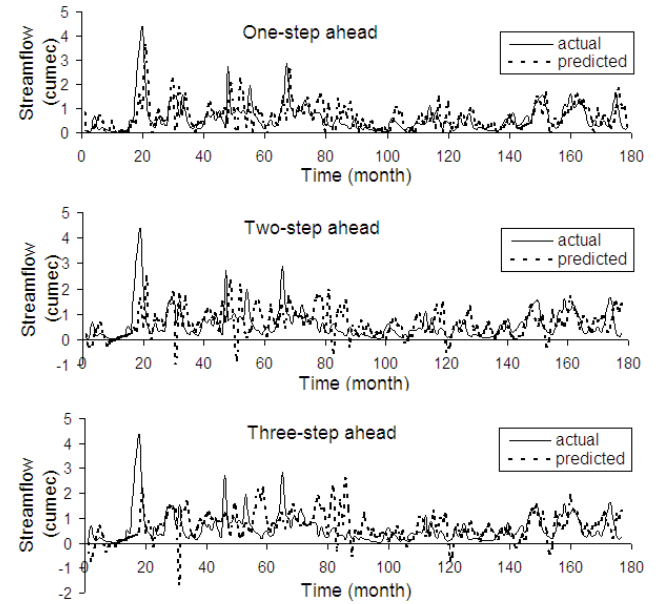 One-step ahead
actual
predicted
Streamflow
(cumec)
5
4
3
2
1
0
0 20 40 60 80 100 120 140 160 180
Time (month)
Two-step ahead
actual
predicted
Streamflow
(cumec)
5
4
3
2
1
0
-1
0 20 40 60 80 100 120 140 160 180
Time (month)
Three-step ahead
actual
predicted
Streamflow
(cumec)
5
4
3
2
1
0
-1
-2
0 20 40 60 80 100 120 140 160 180
Time (month)